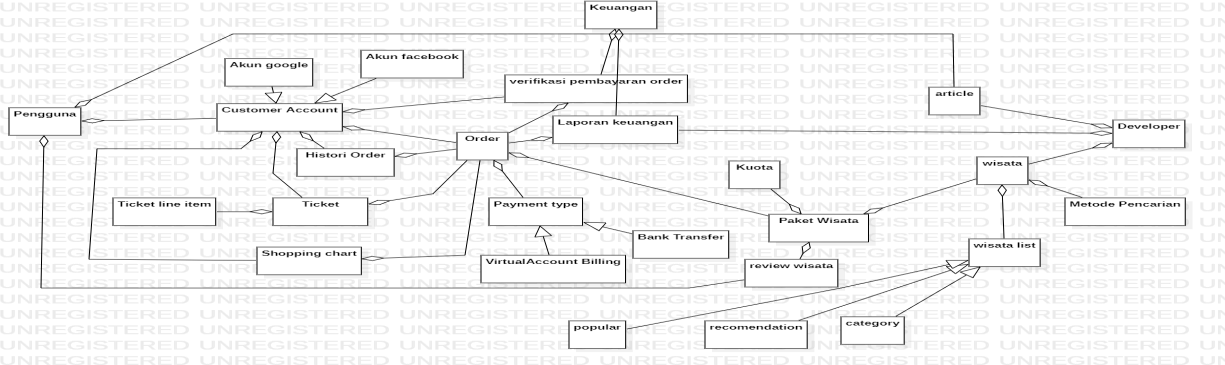 Keuangan
Akun facebook
Akun google
verifikasi pembayaran order
article
Pengguna
Customer Account
Laporan keuangan
Developer
Order
Histori Order
Kuota
wisata
Ticket line item
Ticket
Payment type
Paket Wisata
Metode Pencarian
Bank Transfer
Shopping chart
VirtualAccount Billing
review wisata
wisata list
popular
recomendation
category
UNREGISTERED